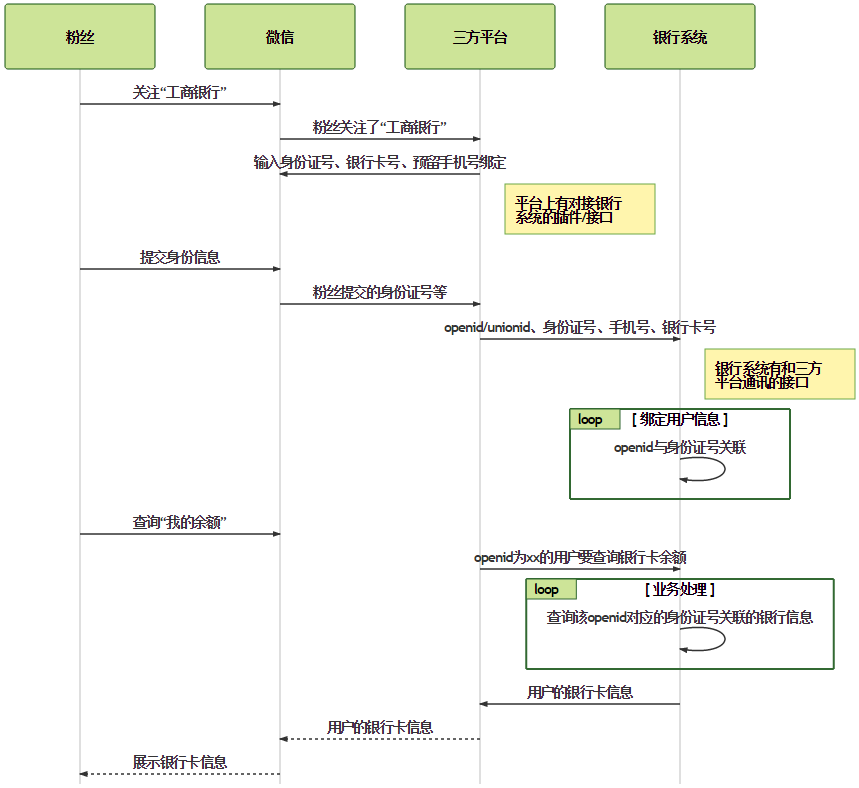 粉丝
微信
三方平台
银行系统
关注“工商银行”
粉丝关注了“工商银行”
输入身份证号、银行卡号、预留手机号绑定
平台上有对接银行
系统的插件/接口
提交身份信息
粉丝提交的身份证号等
openid/unionid、身份证号、手机号、银行卡号
银行系统有和三方
平台通讯的接口
loop
[ 绑定用户信息 ]
openid与身份证号关联
查询“我的余额”
openid为xx的用户要查询银行卡余额
loop
[ 业务处理 ]
查询该openid对应的身份证号关联的银行信息
用户的银行卡信息
用户的银行卡信息
展示银行卡信息